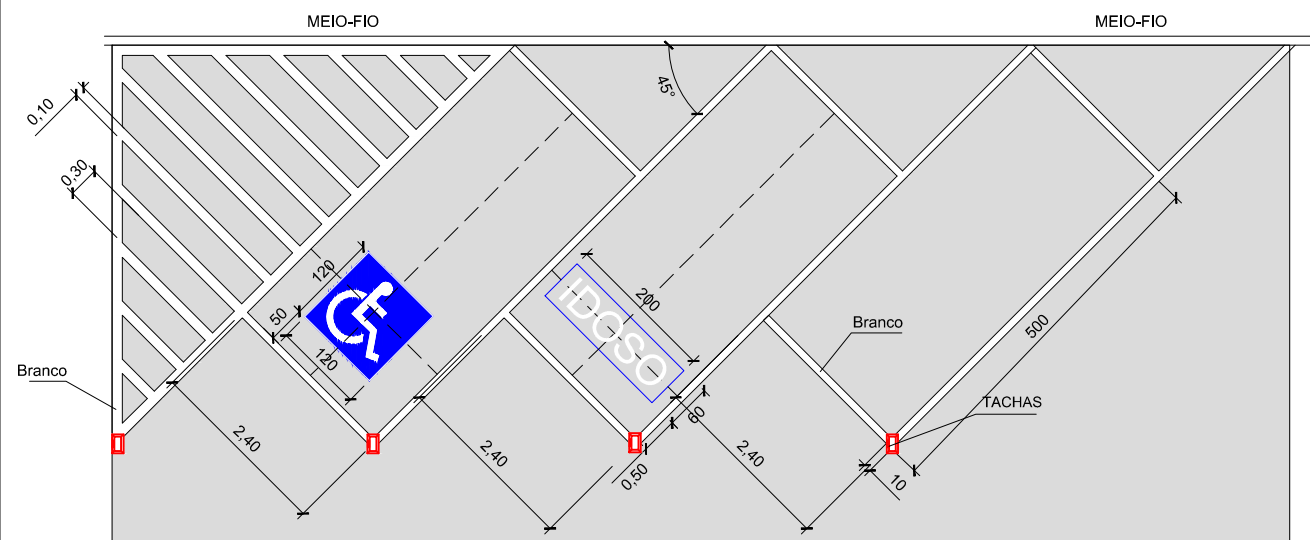 MEIO-FIO
MEIO-FIO
45°
0,10
0,30
120
50
120
200
IDOSO
Branco
500
Branco
TACHAS
60
2,40
2,40
0,50
2,40
10